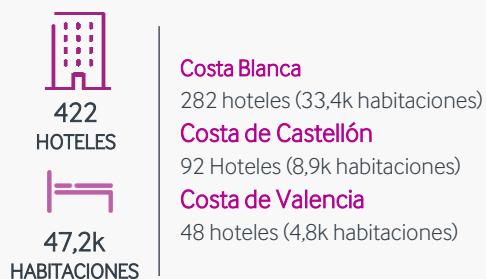 422
HOTELES
47,2k
HABITACIONES
Costa Blanca
282 hoteles (33,4k habitaciones)
Costa de Castellón
92 Hoteles (8,9k habitaciones)
Costa de Valencia
48 hoteles (4,8k habitaciones)